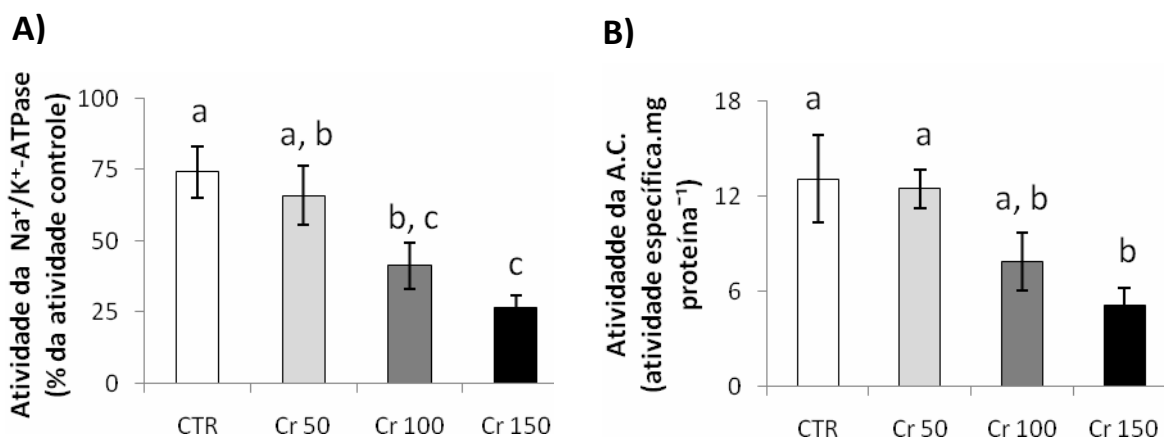 A)
Atividade da Na⁺/K⁺-ATPase
(% da atividade controle)
100
75
50
25
0
a
a, b
b, c
c
CTR
Cr 50
Cr 100
Cr 150
B)
Atividadde da A.C.
(atividade específica.mg
proteína⁻¹)
18
12
6
0
a
a
a, b
b
CTR
Cr 50
Cr 100
Cr 150